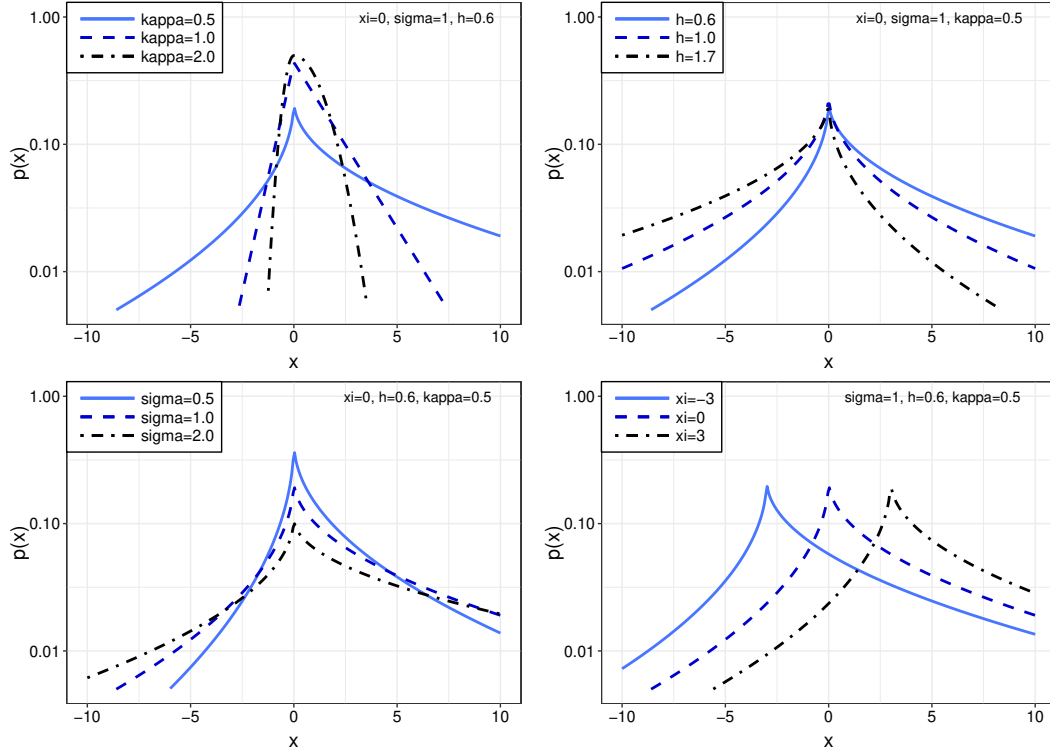 kappa=0.5
kappa=1.0
kappa=2.0
xi=0, sigma=1, h=0.6
1.00
0.10
0.01
p(x)
−10
−5
0
5
10
x
h=0.6
h=1.0
h=1.7
xi=0, sigma=1, kappa=0.5
1.00
0.10
0.01
p(x)
−10
−5
0
5
10
x
sigma=0.5
sigma=1.0
sigma=2.0
xi=0, h=0.6, kappa=0.5
1.00
0.10
0.01
p(x)
−10
−5
0
5
10
x
xi=−3
xi=0
xi=3
sigma=1, h=0.6, kappa=0.5
1.00
0.10
0.01
p(x)
−10
−5
0
5
10
x